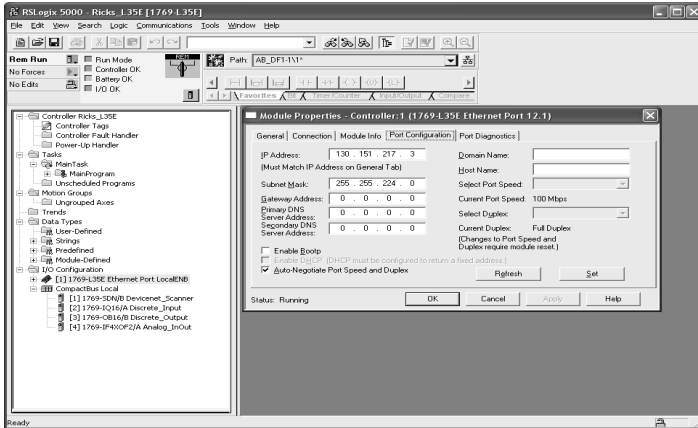 RSLogix 5000 - Ricks_L35E [1769-L35E]
File Edit View Search Logic Communications Tools Window Help
Rem Run
No Forces
No Edits
Run Mode
Controller OK
Battery OK
I/O OK
REM
Path: AB_DF1-1\1*
Favorites Bit Timer/Counter Input/Output Compare
Controller Ricks_L35E
Controller Tags
Controller Fault Handler
Power-Up Handler
Tasks
MainTask
MainProgram
Unscheduled Programs
Motion Groups
Ungrouped Axes
Trends
Data Types
User-Defined
Strings
Predefined
Module-Defined
I/O Configuration
[1] 1769-L35E Ethernet Port LocalENB
CompactBus Local
[1] 1769-SDN/B Devicenet_Scanner
[2] 1769-IQ16/A Discrete_Input
[3] 1769-OB16/B Discrete_Output
[4] 1769-IF4XOF2/A Analog_InOut
Module Properties - Controller:1 (1769-L35E Ethernet Port 12.1)
General Connection Module Info Port Configuration Port Diagnostics
IP Address: 130 . 151 . 217 . 3
(Must Match IP Address on General Tab)
Subnet Mask: 255 . 255 . 224 . 0
Gateway Address: 0 . 0 . 0 . 0
Primary DNS
Server Address: 0 . 0 . 0 . 0
Secondary DNS
Server Address: 0 . 0 . 0 . 0
Domain Name:
Host Name:
Select Port Speed:
Current Port Speed: 100 Mbps
Select Duplex:
Current Duplex: Full Duplex
(Changes to Port Speed and
Duplex require module reset.)
Enable Bootp
Enable DHCP (DHCP must be configured to return a fixed address.)
Auto-Negotiate Port Speed and Duplex
Refresh Set
Status: Running
OK Cancel Apply Help
Ready